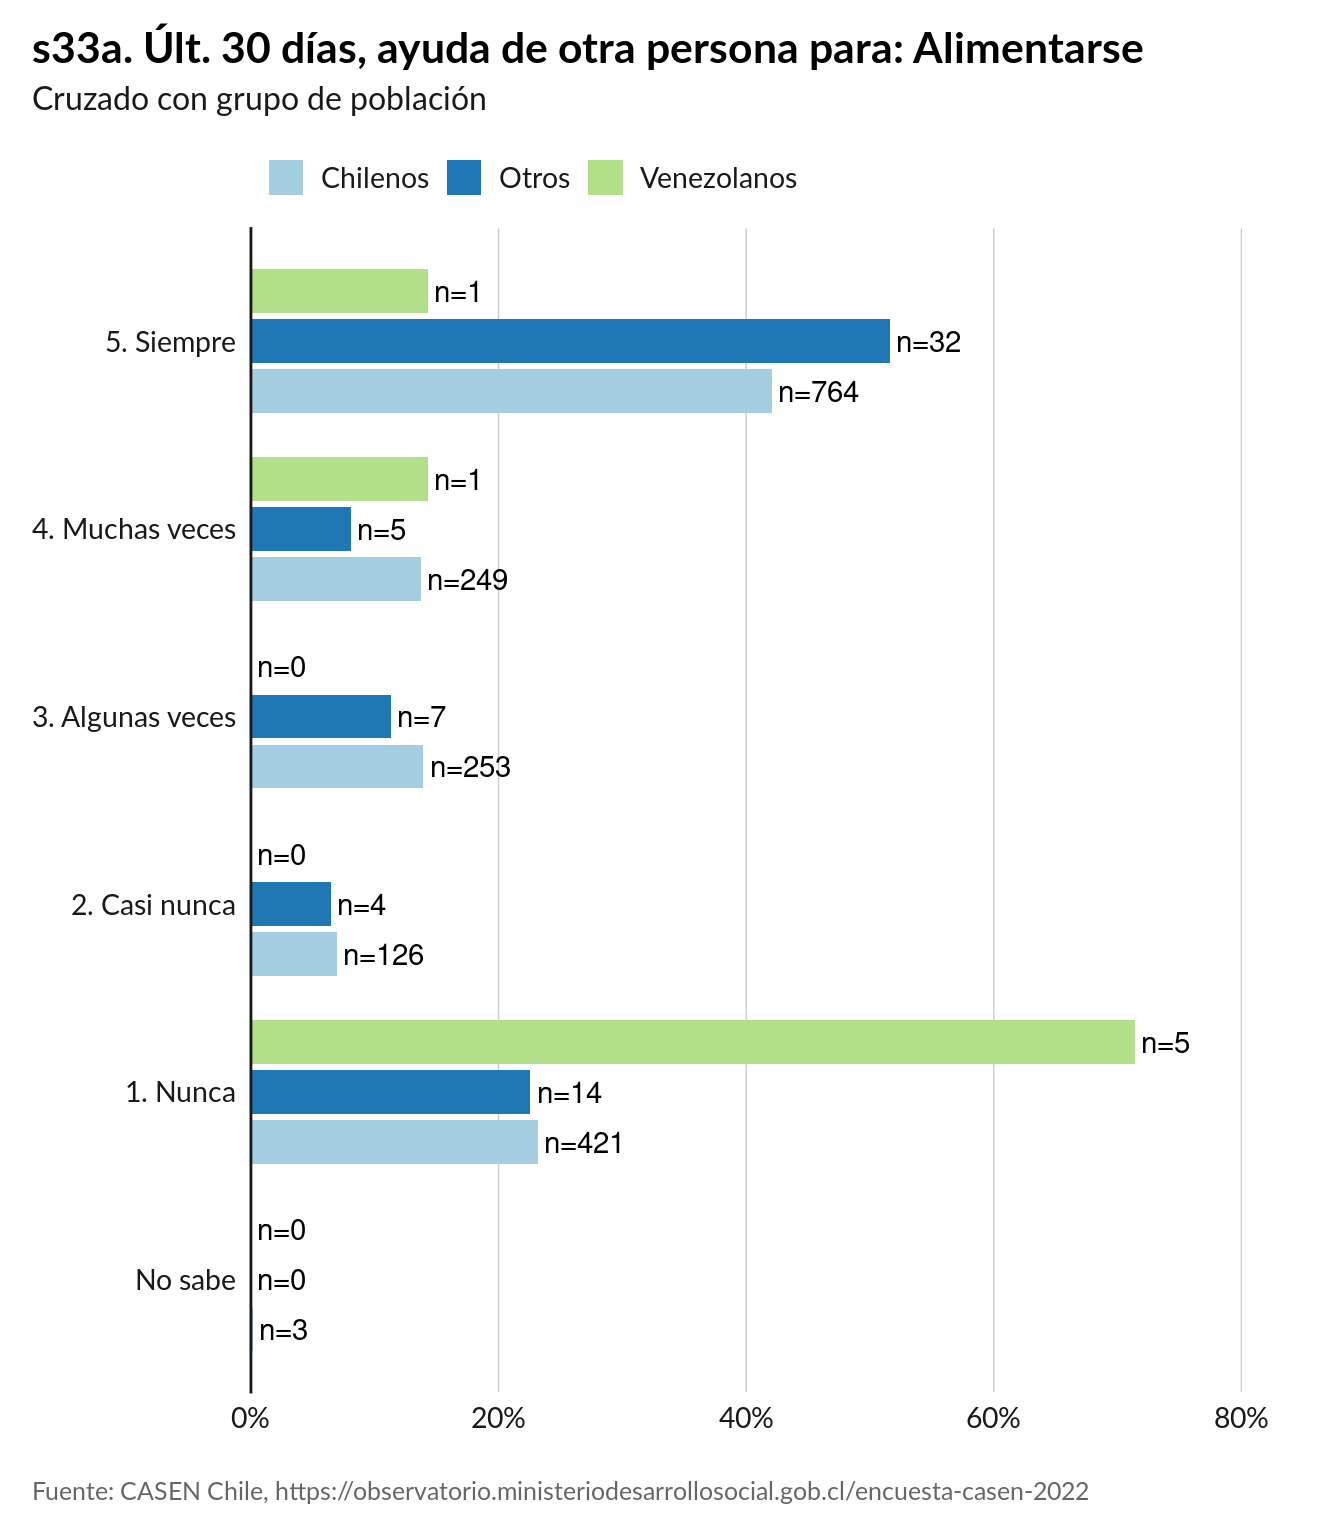 s33a. Últ. 30 días, ayuda de otra persona para: Alimentarse
Cruzado con grupo de población
Chilenos Otros Venezolanos
n=1
5. Siempre n=32
n=764
n=1
4. Muchas veces n=5
n=249
n=0
3. Algunas veces n=7
n=253
n=0
2. Casi nunca n=4
n=126
n=5
1. Nunca n=14
n=421
n=0
No sabe n=0
n=3
0% 20% 40% 60% 80%
Fuente: CASEN Chile, https://observatorio.ministeriodesarrollosocial.gob.cl/encuesta-casen-2022